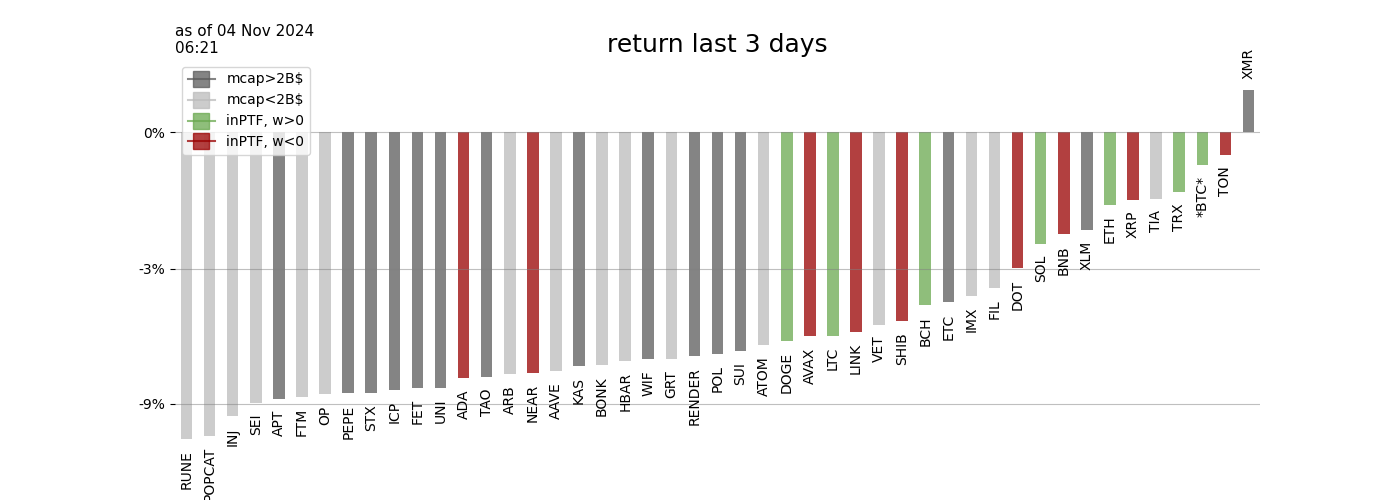 as of 04 Nov 2024
06:21
return last 3 days
mcap>2B$
mcap<2B$
inPTF, w>0
inPTF, w<0
0%
-3%
-9%
RUNE
POPCAT
INJ
SEI
APT
FTM
OP
PEPE
STX
ICP
FET
UNI
ADA
TAO
ARB
NEAR
AAVE
KAS
BONK
HBAR
WIF
GRT
RENDER
POL
SUI
ATOM
DOGE
AVAX
LTC
LINK
VET
SHIB
BCH
ETC
IMX
FIL
DOT
SOL
BNB
XLM
ETH
XRP
TIA
TRX
*BTC*
TON
XMR